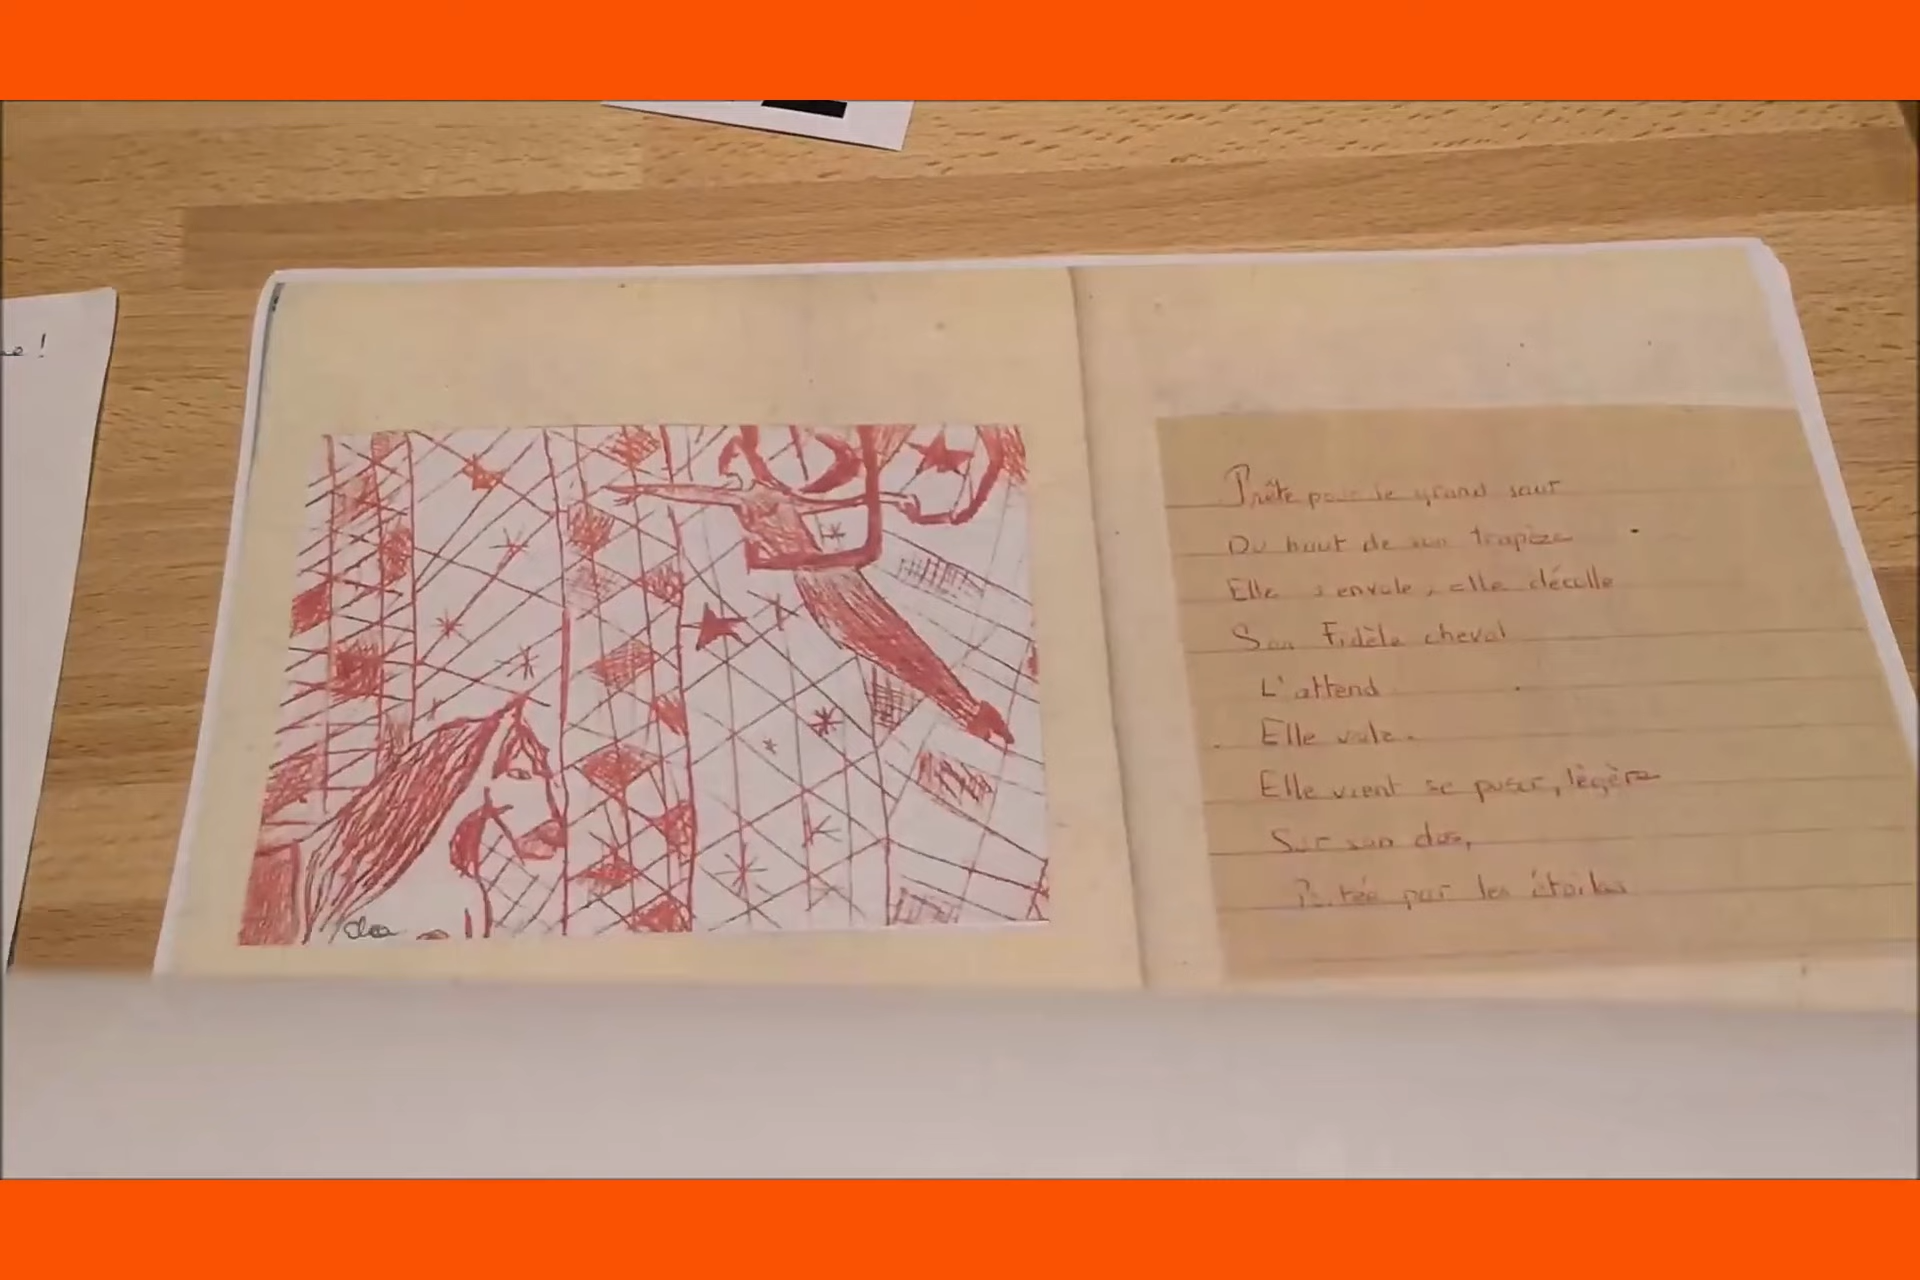 Prête pour le grand saut
Du haut de son trapèze
Elle s'envole, elle décolle
Son Fidèle cheval
L'attend
Elle vole.
Elle vient se poser, légère
Sur son dos,
Portée par les étoiles